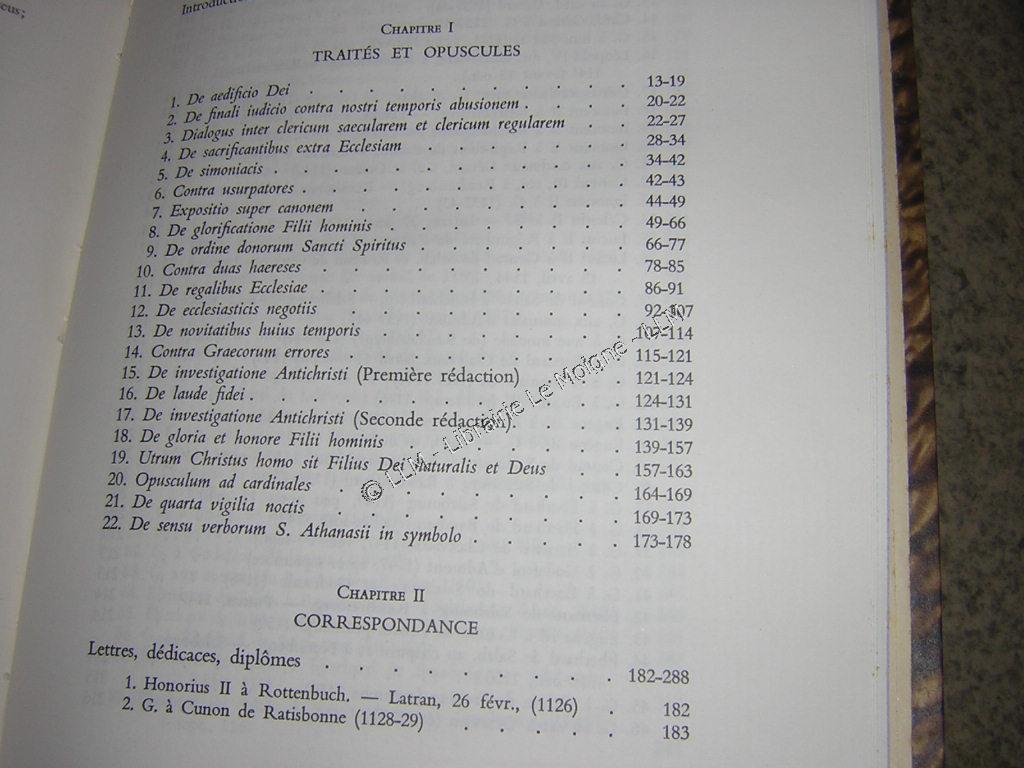 Introduction
CHAPITRE I
TRAITÉS ET OPUSCULES
1. De aedificio Dei . . . . . . . . . . 13-19
2. De finali iudicio contra nostri temporis abusionem . . . . 20-22
3. Dialogus inter clericum saecularem et clericum regularem . . 22-27
4. De sacrificantibus extra Ecclesiam . . . . . . . 28-34
5. De simoniacis . . . . . . . . . . . 34-42
6. Contra usurpatores . . . . . . . . . . 42-43
7. Expositio super canonem . . . . . . . . 44-49
8. De glorificatione Filii hominis . . . . . . . 49-66
9. De ordine donorum Sancti Spiritus . . . . . . 66-77
10. Contra duas haereses . . . . . . . . . 78-85
11. De regalibus Ecclesiae . . . . . . . . . 86-91
12. De ecclesiasticis negotiis . . . . . . . . 92-107
13. De novitatibus huius temporis . . . . . . . 107-114
14. Contra Graecorum errores . . . . . . . . 115-121
15. De investigatione Antichristi (Première rédaction) . . . 121-124
16. De laude fidei . . . . . . . . . . . 124-131
17. De investigatione Antichristi (Seconde rédaction). . . . 131-139
18. De gloria et honore Filii hominis . . . . . . 139-157
19. Utrum Christus homo sit Filius Dei naturalis et Deus . . 157-163
20. Opusculum ad cardinales . . . . . . . . 164-169
21. De quarta vigilia noctis . . . . . . . . 169-173
22. De sensu verborum S. Athanasii in symbolo . . . . . 173-178
© LLM - Librairie Le Moigne - LLM
CHAPITRE II
CORRESPONDANCE
Lettres, dédicaces, diplômes . . . . . . . . 182-288
1. Honorius II à Rottenbuch. — Latran, 26 févr., (1126) . 182
2. G. à Cunon de Ratisbonne (1128-29) . . . . . 183